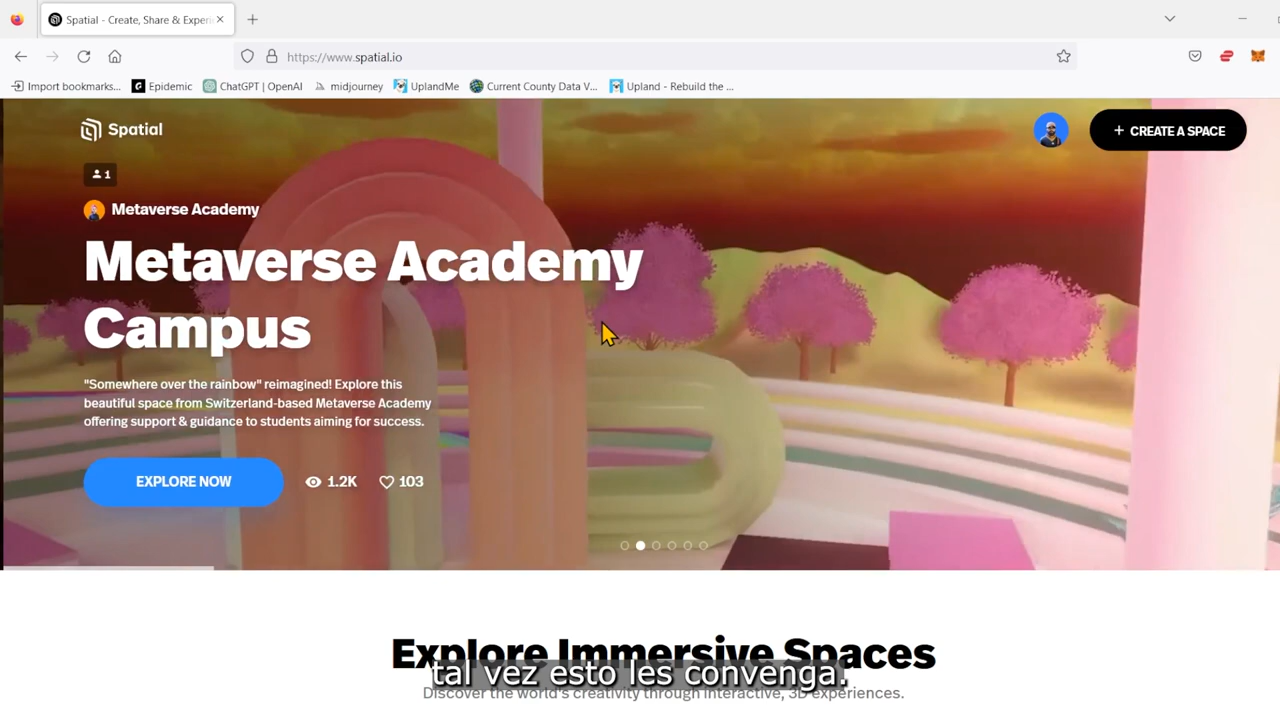 Spatial - Create, Share & Experi
https://www.spatial.io
Import bookmarks...
Epidemic
ChatGPT | OpenAI
midjourney
UplandMe
Current County Data V...
Upland - Rebuild the ...
Spatial
+ CREATE A SPACE
1
Metaverse Academy
Metaverse Academy
Campus
"Somewhere over the rainbow" reimagined! Explore this
beautiful space from Switzerland-based Metaverse Academy
offering support & guidance to students aiming for success.
EXPLORE NOW
1.2K
103
Explore Immersive Spaces
tal vez esto les convenga.
Discover the world's creativity through interactive, 3D experiences.